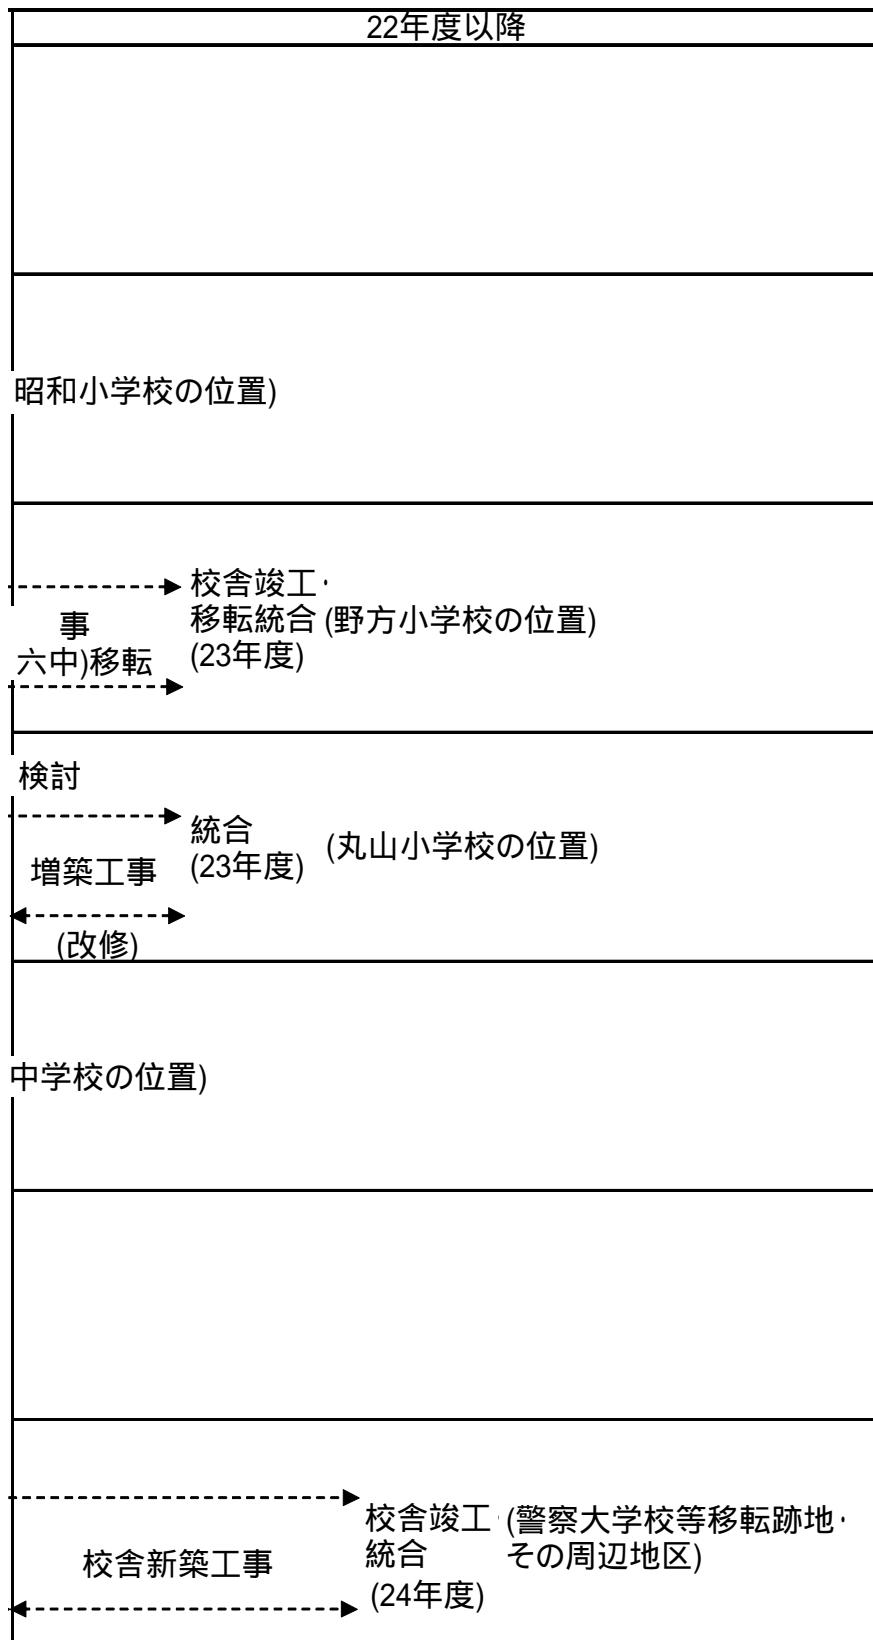 22年度以降
昭和小学校の位置)
校舎竣工・
移転統合 (野方小学校の位置)
(23年度)
事
六中)移転
検討
統合
(23年度)
(丸山小学校の位置)
増築工事
(改修)
中学校の位置)
校舎竣工・ (警察大学校等移転跡地・
統合 その周辺地区)
(24年度)
校舎新築工事